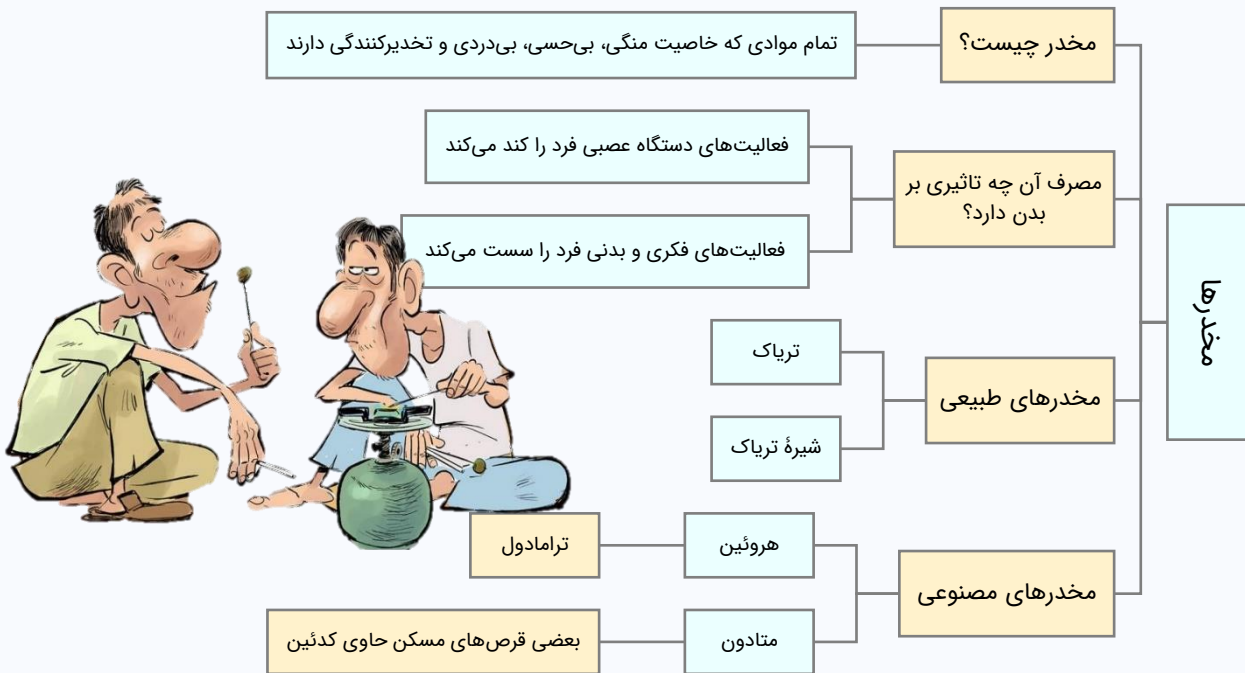 مخدرها
مخدر چیست؟
تمام موادی که خاصیت منگی، بی‌حسی، بی‌دردی و تخدیرکنندگی دارند
مصرف آن چه تاثیری بر
بدن دارد؟
فعالیت‌های دستگاه عصبی فرد را کند می‌کند
فعالیت‌های فکری و بدنی فرد را سست می‌کند
مخدرهای طبیعی
تریاک
شیرهٔ تریاک
مخدرهای مصنوعی
هروئین
ترامادول
متادون
بعضی قرص‌های مسکن حاوی کدئین